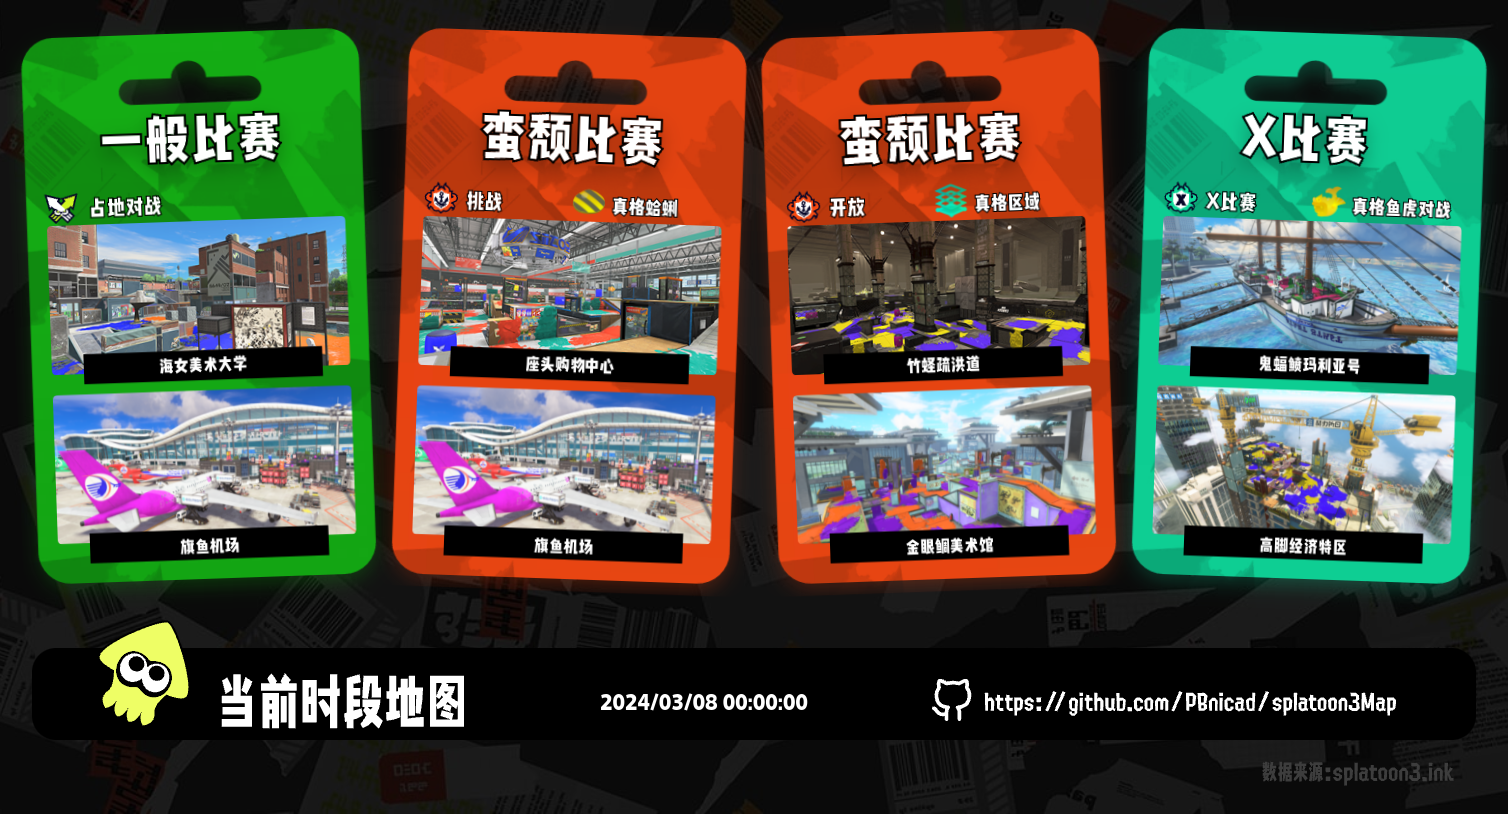 一般比赛
占地对战
海女美术大学
旗鱼机场
蛮颓比赛
挑战
真格蛤蜊
座头购物中心
旗鱼机场
蛮颓比赛
开放
真格区域
竹蛏疏洪道
金眼鲷美术馆
X比赛
X比赛
真格鱼虎对战
鬼蝠鲼玛利亚号
高脚经济特区
当前时段地图
2024/03/08 00:00:00
https://github.com/PBnicad/splatoon3Map
数据来源:splatoon3.ink